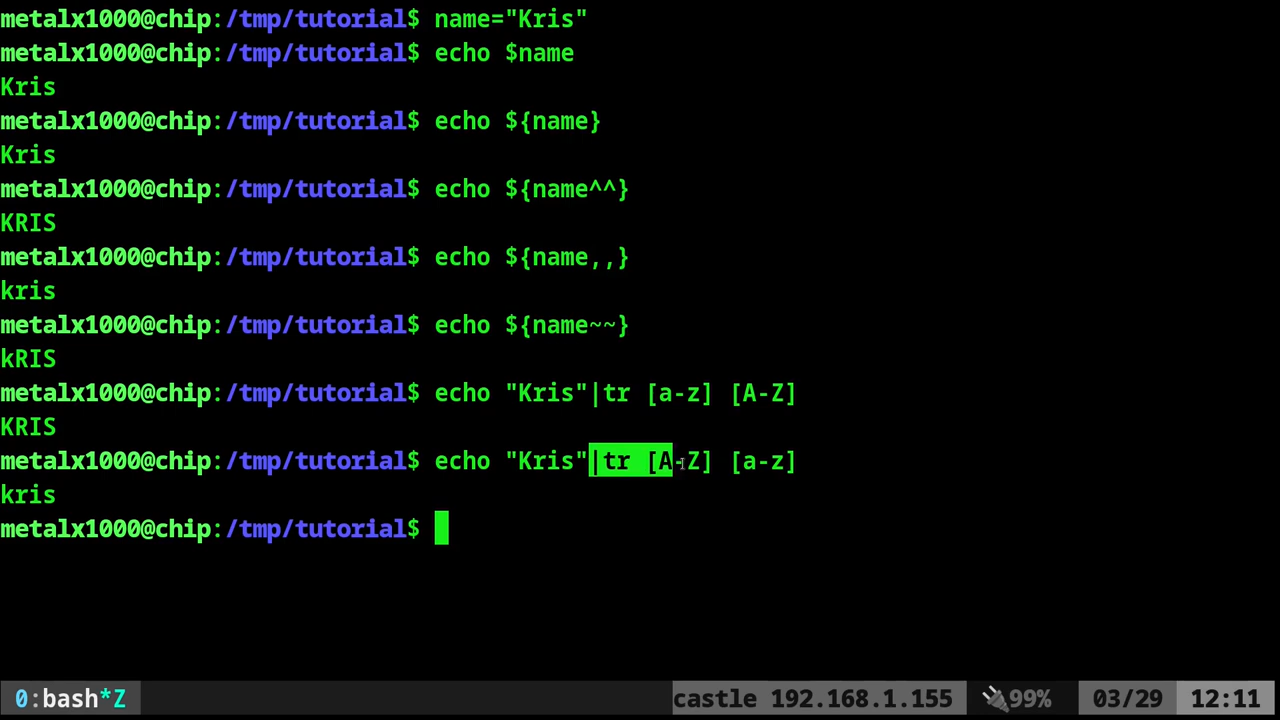 metalx1000@chip:/tmp/tutorial$ name="Kris"
metalx1000@chip:/tmp/tutorial$ echo $name
Kris
metalx1000@chip:/tmp/tutorial$ echo ${name}
Kris
metalx1000@chip:/tmp/tutorial$ echo ${name^^}
KRIS
metalx1000@chip:/tmp/tutorial$ echo ${name,,}
kris
metalx1000@chip:/tmp/tutorial$ echo ${name~~}
kRIS
metalx1000@chip:/tmp/tutorial$ echo "Kris"|tr [a-z] [A-Z]
KRIS
metalx1000@chip:/tmp/tutorial$ echo "Kris"|tr [A-Z] [a-z]
kris
metalx1000@chip:/tmp/tutorial$
0:bash*Z castle 192.168.1.155 🔌99% 03/29 12:11